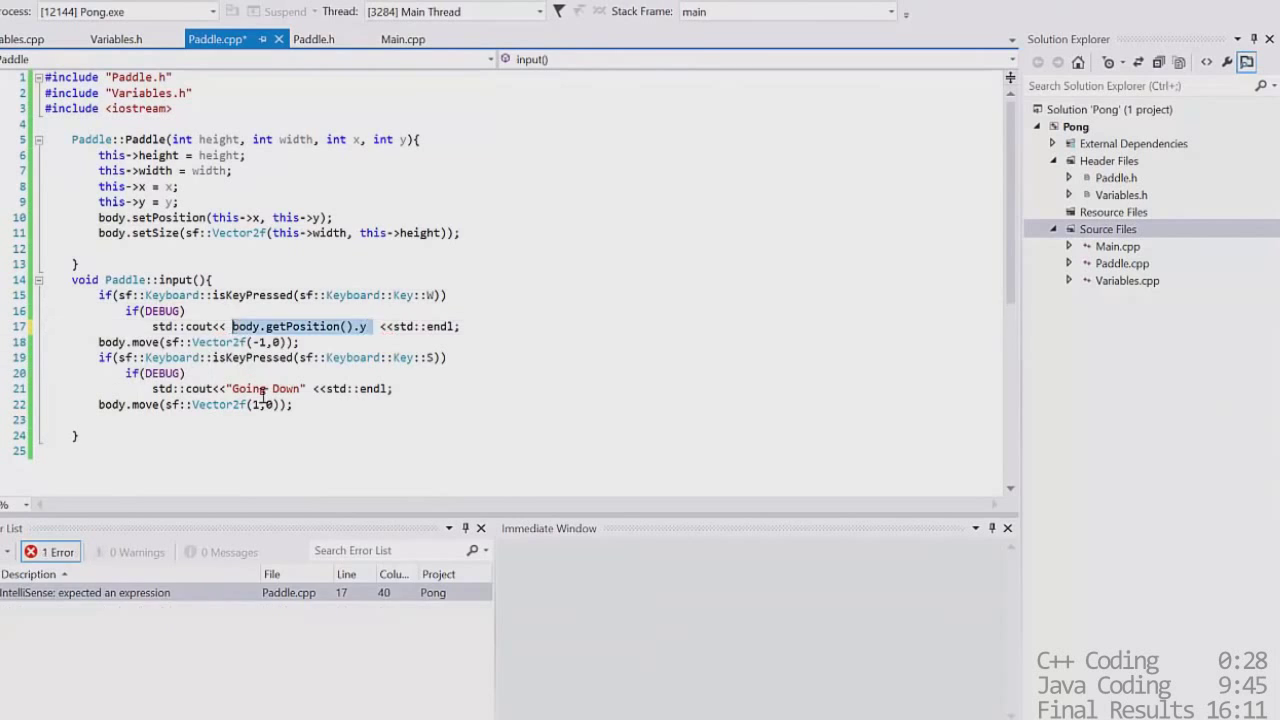 rocess: [12144] Pong.exe Suspend Thread: [3284] Main Thread Stack Frame: main
ables.cpp Variables.h Paddle.cpp* Paddle.h Main.cpp
Paddle input()
1 #include "Paddle.h"
2 #include "Variables.h"
3 #include <iostream>
4
5 Paddle::Paddle(int height, int width, int x, int y){
6 this->height = height;
7 this->width = width;
8 this->x = x;
9 this->y = y;
10 body.setPosition(this->x, this->y);
11 body.setSize(sf::Vector2f(this->width, this->height));
12
13 }
14 void Paddle::input(){
15 if(sf::Keyboard::isKeyPressed(sf::Keyboard::Key::W))
16 if(DEBUG)
17 std::cout<< body.getPosition().y <<std::endl;
18 body.move(sf::Vector2f(-1,0));
19 if(sf::Keyboard::isKeyPressed(sf::Keyboard::Key::S))
20 if(DEBUG)
21 std::cout<<"Going Down" <<std::endl;
22 body.move(sf::Vector2f(1,0));
23
24 }
25
%
r List
1 Error 0 Warnings 0 Messages Search Error List
Description File Line Colu... Project
IntelliSense: expected an expression Paddle.cpp 17 40 Pong
Immediate Window
Solution Explorer
Search Solution Explorer (Ctrl+;)
Solution 'Pong' (1 project)
Pong
External Dependencies
Header Files
Paddle.h
Variables.h
Resource Files
Source Files
Main.cpp
Paddle.cpp
Variables.cpp
C++ Coding 0:28
Java Coding 9:45
Final Results 16:11